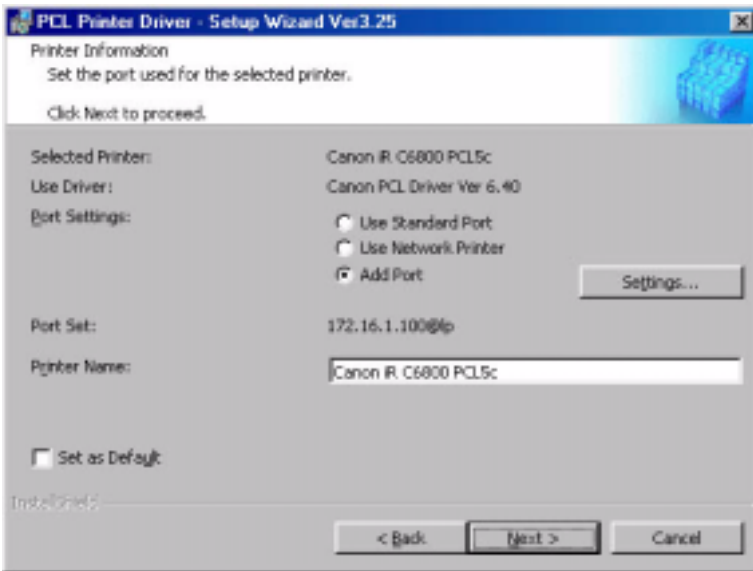 PCL Printer Driver - Setup Wizard Ver3.25
Printer Information
Set the port used for the selected printer.
Click Next to proceed.
Selected Printer: Canon iR C6800 PCL5c
Use Driver: Canon PCL Driver Ver 6.40
Port Settings: Use Standard Port
Use Network Printer
Add Port Settings...
Port Set: 172.16.1.100@lp
Printer Name: Canon iR C6800 PCL5c
Set as Default
InstallShield
< Back Next > Cancel